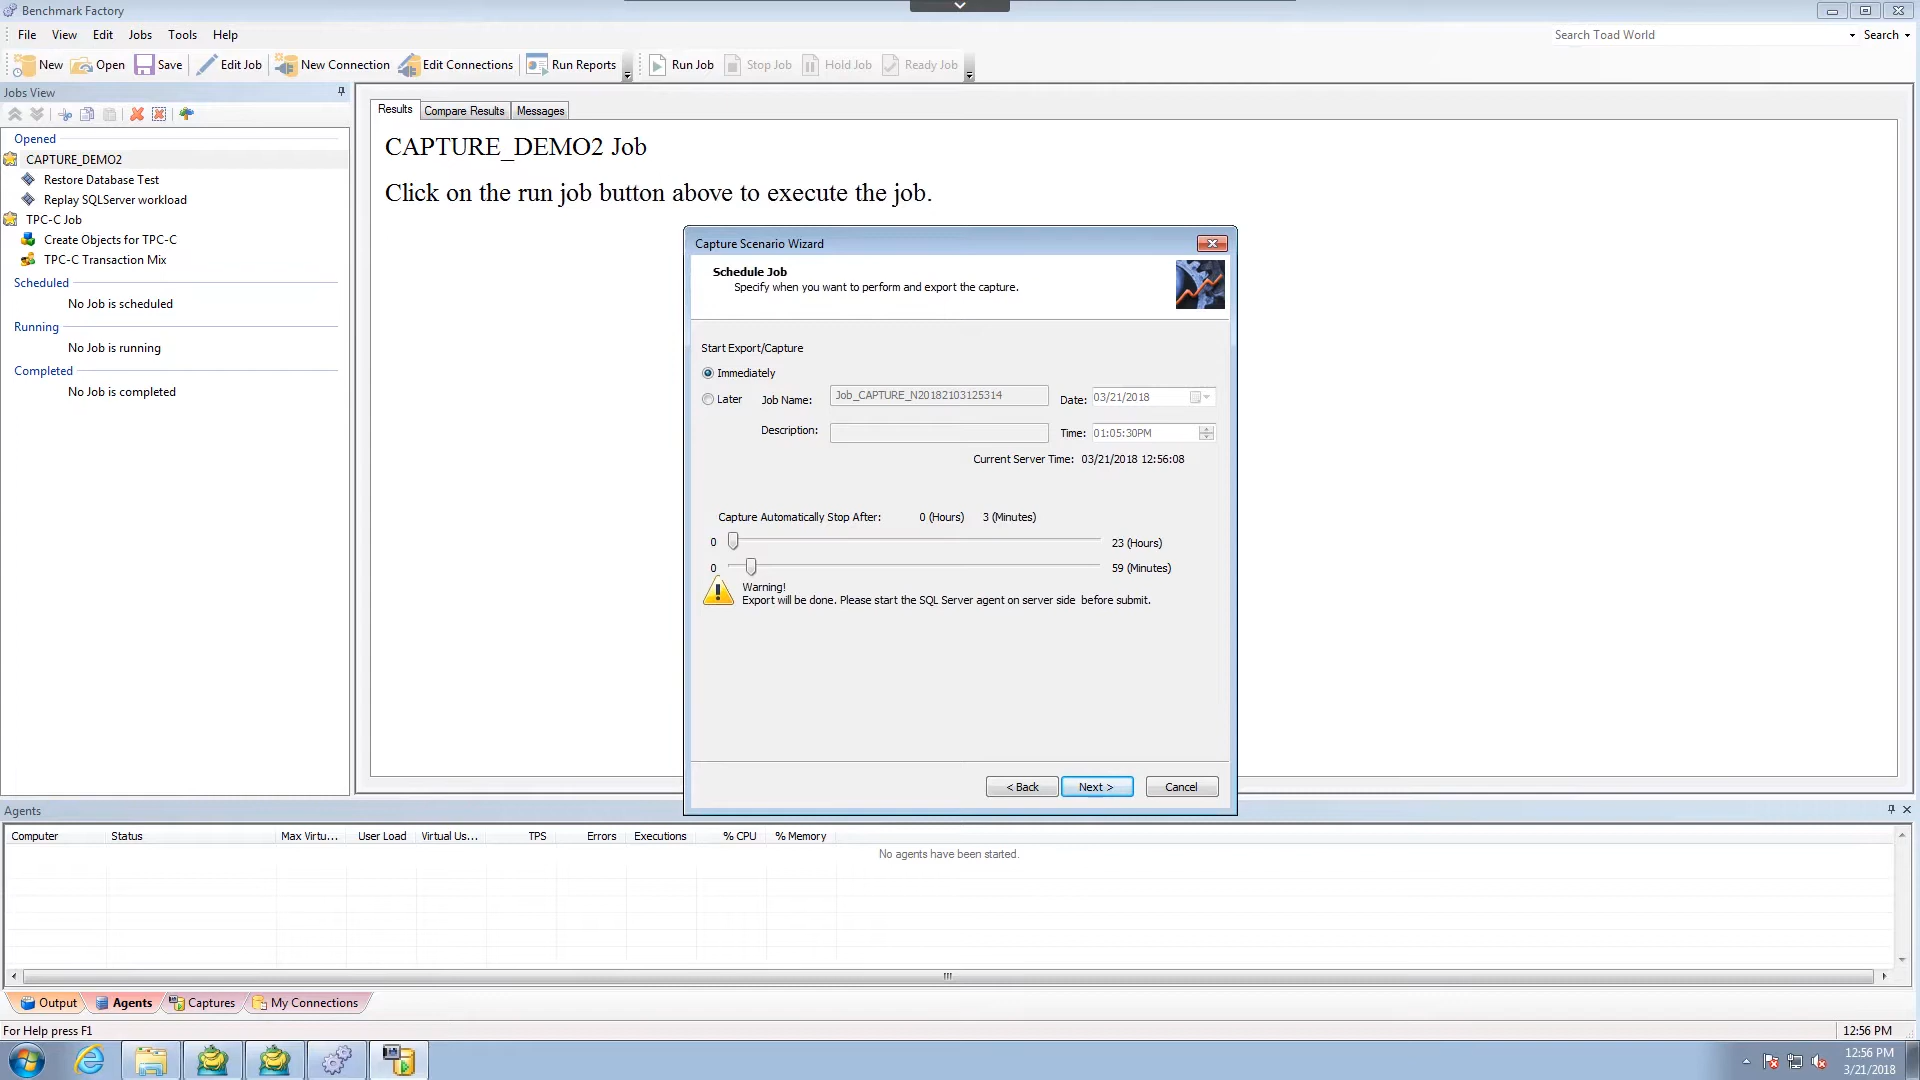 Benchmark Factory
File View Edit Jobs Tools Help
Search Toad World Search
New Open Save Edit Job New Connection Edit Connections Run Reports Run Job Stop Job Hold Job Ready Job
Jobs View
Opened
CAPTURE_DEMO2
Restore Database Test
Replay SQLServer workload
TPC-C Job
Create Objects for TPC-C
TPC-C Transaction Mix
Scheduled
No Job is scheduled
Running
No Job is running
Completed
No Job is completed
Results Compare Results Messages
CAPTURE_DEMO2 Job
Click on the run job button above to execute the job.
Capture Scenario Wizard
Schedule Job
Specify when you want to perform and export the capture.
Start Export/Capture
Immediately
Later Job Name: Job_CAPTURE_N20182103125314 Date: 03/21/2018
Description: Time: 01:05:30PM
Current Server Time: 03/21/2018 12:56:08
Capture Automatically Stop After: 0 (Hours) 3 (Minutes)
0 23 (Hours)
0 59 (Minutes)
Warning!
Export will be done. Please start the SQL Server agent on server side before submit.
< Back Next > Cancel
Agents
Computer Status Max Virtu... User Load Virtual Us... TPS Errors Executions % CPU % Memory
No agents have been started.
Output Agents Captures My Connections
For Help press F1 12:56 PM
12:56 PM
3/21/2018